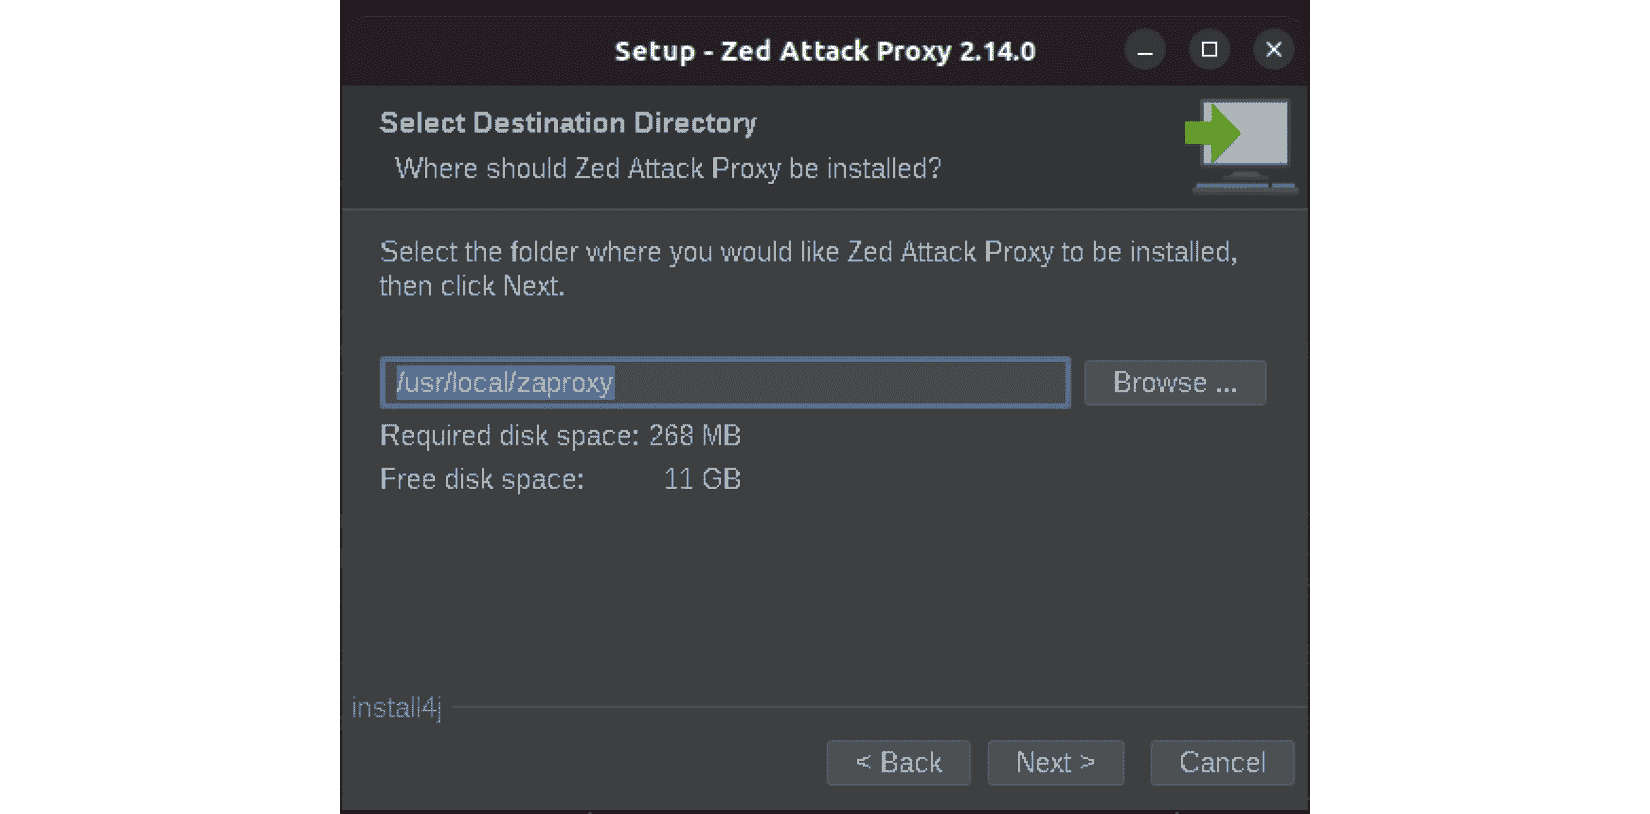 Setup - Zed Attack Proxy 2.14.0
Select Destination Directory
Where should Zed Attack Proxy be installed?
Select the folder where you would like Zed Attack Proxy to be installed,
then click Next.
/usr/local/zaproxy
Browse ...
Required disk space: 268 MB
Free disk space: 11 GB
install4j
< Back
Next >
Cancel